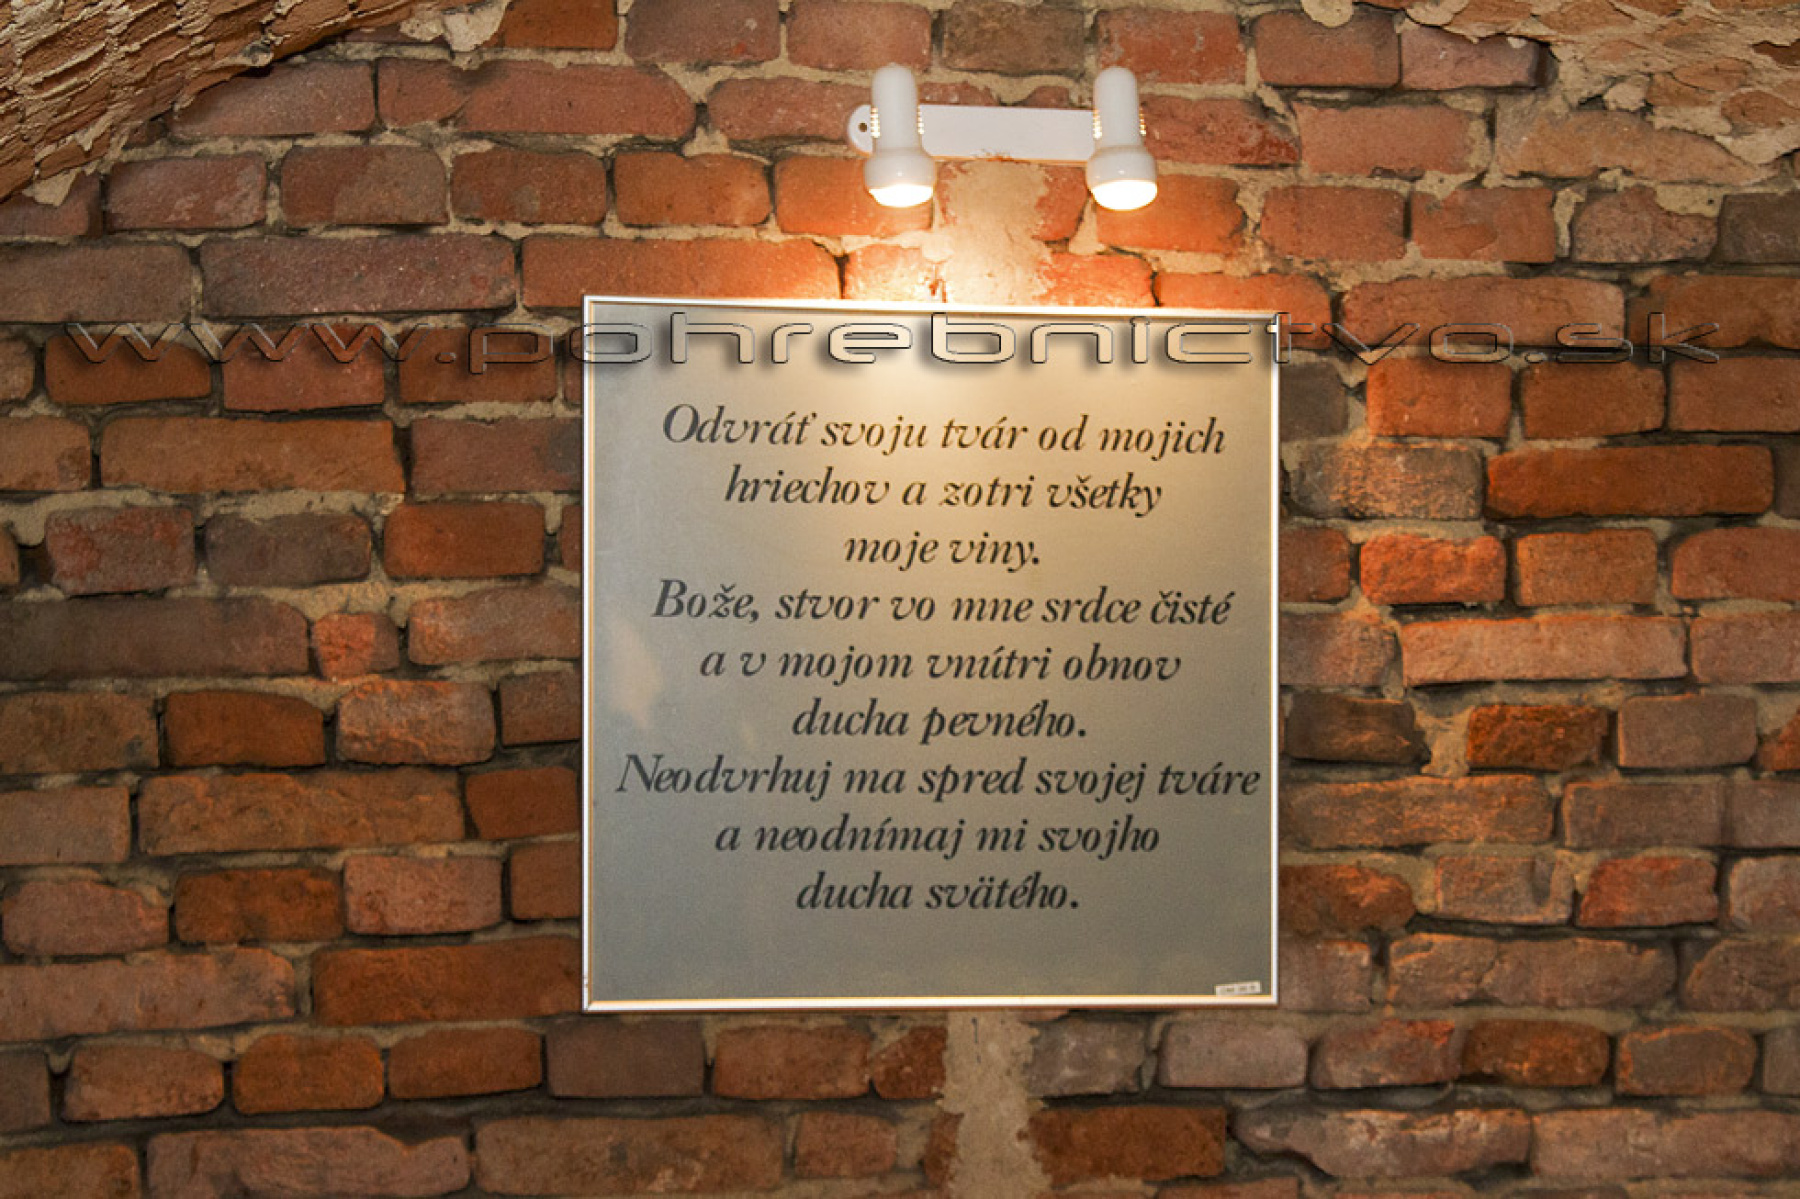 www.pohrebnictvo.sk
Odvráť svoju tvár od mojich
hriechov a zotri všetky
moje viny.
Bože, stvor vo mne srdce čisté
a v mojom vnútri obnov
ducha pevného.
Neodvrhuj ma spred svojej tváre
a neodnímaj mi svojho
ducha svätého.